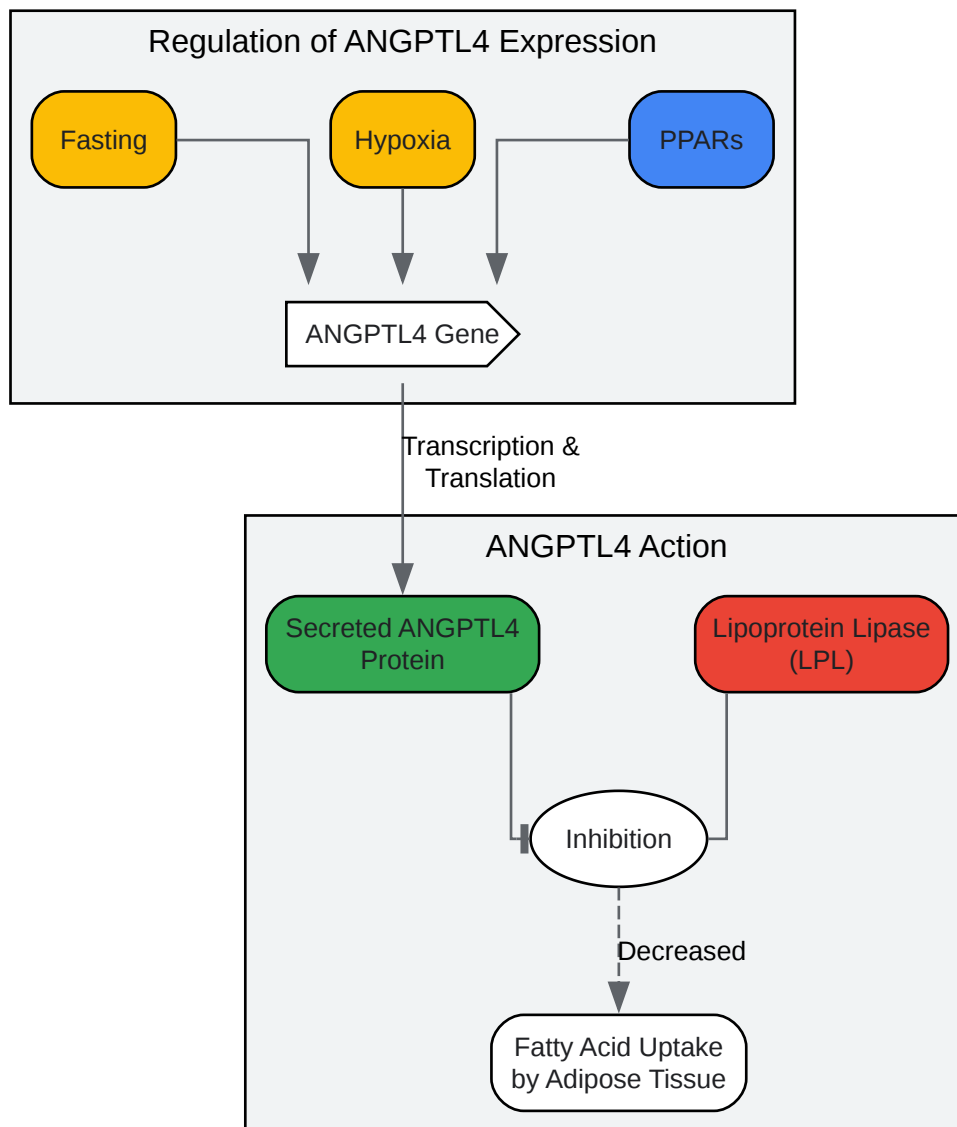 Regulation of ANGPTL4 Expression
Fasting
Hypoxia
PPARs
ANGPTL4 Gene
Transcription &
Translation
ANGPTL4 Action
Secreted ANGPTL4
Protein
Lipoprotein Lipase
(LPL)
Inhibition
Decreased
Fatty Acid Uptake
by Adipose Tissue